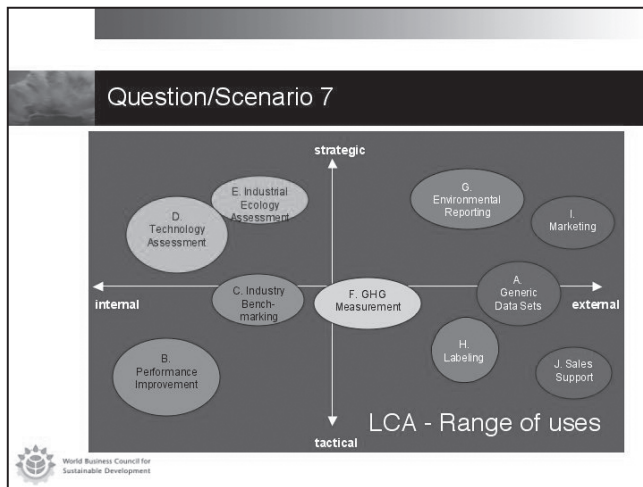 Question/Scenario 7
strategic
E. Industrial
Ecology
Assessment
G.
Environmental
Reporting
D.
Technology
Assessment
I.
Marketing
internal
C. Industry
Bench-
marking
F. GHG
Measurement
A.
Generic
Data Sets
external
B.
Performance
Improvement
H.
Labeling
J. Sales
Support
LCA - Range of uses
tactical
World Business Council for
Sustainable Development